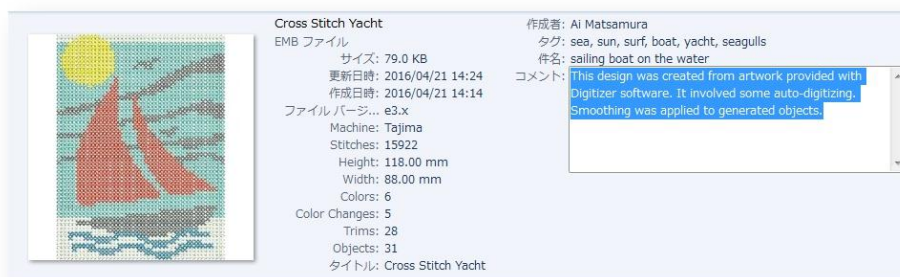 Cross Stitch Yacht
EMB ファイル
サイズ: 79.0 KB
更新日時: 2016/04/21 14:24
作成日時: 2016/04/21 14:14
ファイル バージ... e3.x
Machine: Tajima
Stitches: 15922
Height: 118.00 mm
Width: 88.00 mm
Colors: 6
Color Changes: 5
Trims: 28
Objects: 31
タイトル: Cross Stitch Yacht
作成者: Ai Matsamura
タグ: sea, sun, surf, boat, yacht, seagulls
件名: sailing boat on the water
コメント: This design was created from artwork provided with
Digitizer software. It involved some auto-digitizing.
Smoothing was applied to generated objects.